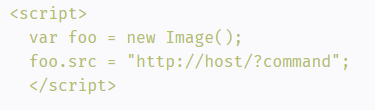 <script>
var foo = new Image();
foo.src = "http://host/?command";
</script>